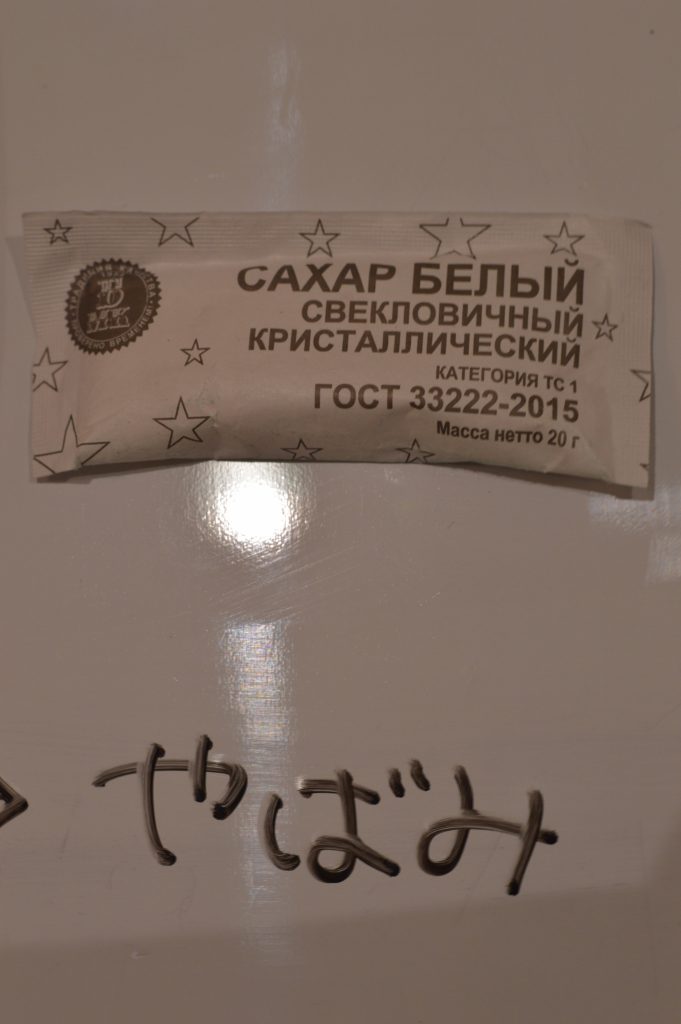 САХАР БЕЛЫЙ
СВЕКЛОВИЧНЫЙ
КРИСТАЛЛИЧЕСКИЙ
КАТЕГОРИЯ ТС 1
ГОСТ 33222-2015
Масса нетто 20 г
やばみ